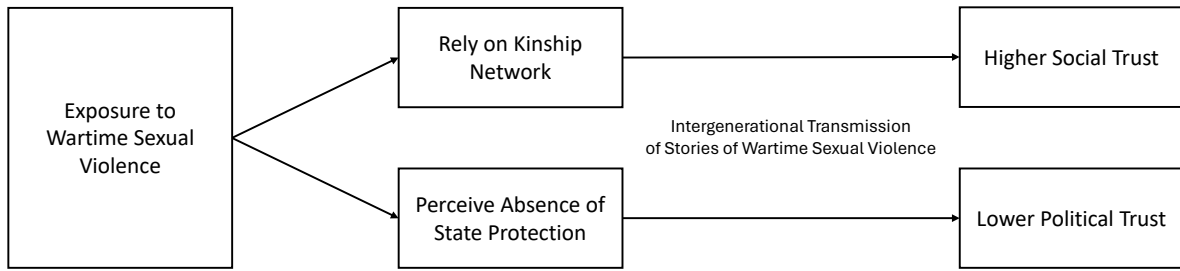 Exposure to
Wartime Sexual
Violence
Rely on Kinship
Network
Higher Social Trust
Intergenerational Transmission
of Stories of Wartime Sexual Violence
Perceive Absence of
State Protection
Lower Political Trust